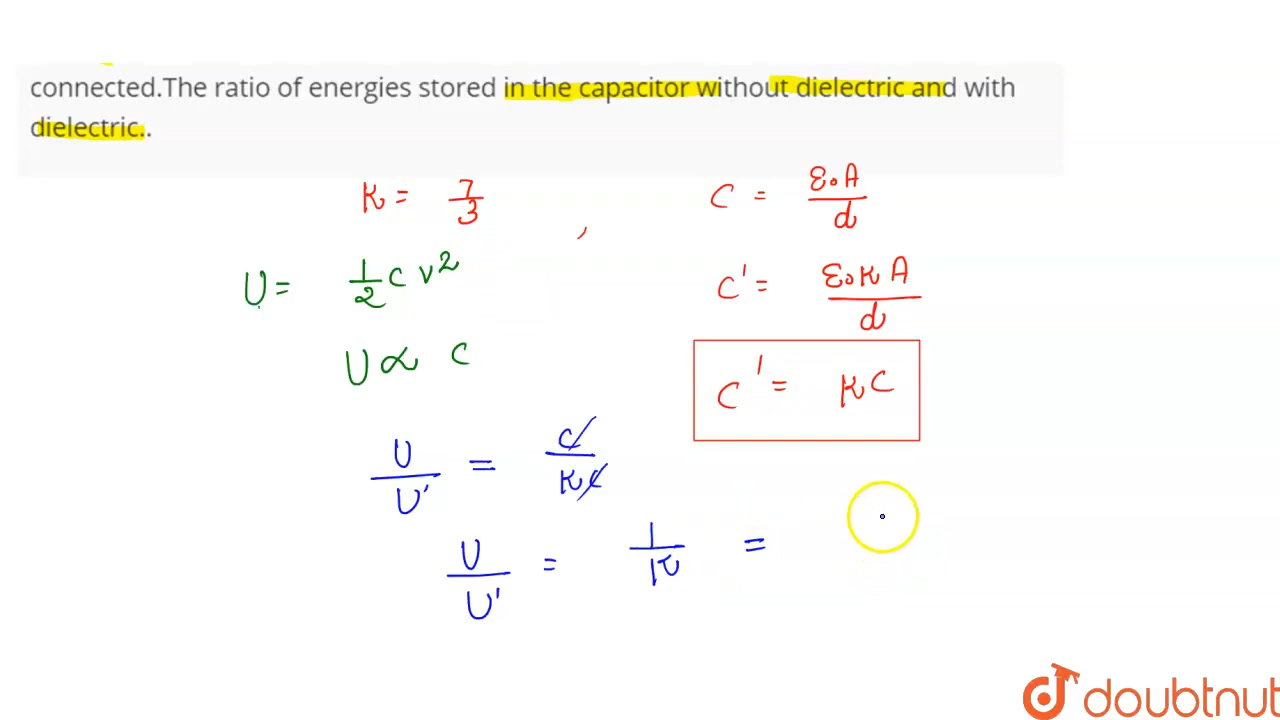 connected.The ratio of energies stored in the capacitor without dielectric and with
dielectric..
K = 7/3 , C = ε₀A/d
U = 1/2 C V² C' = ε₀KA/d
U ∝ C C' = KC
U/U' = C/KC
U/U' = 1/K =
doubtnut